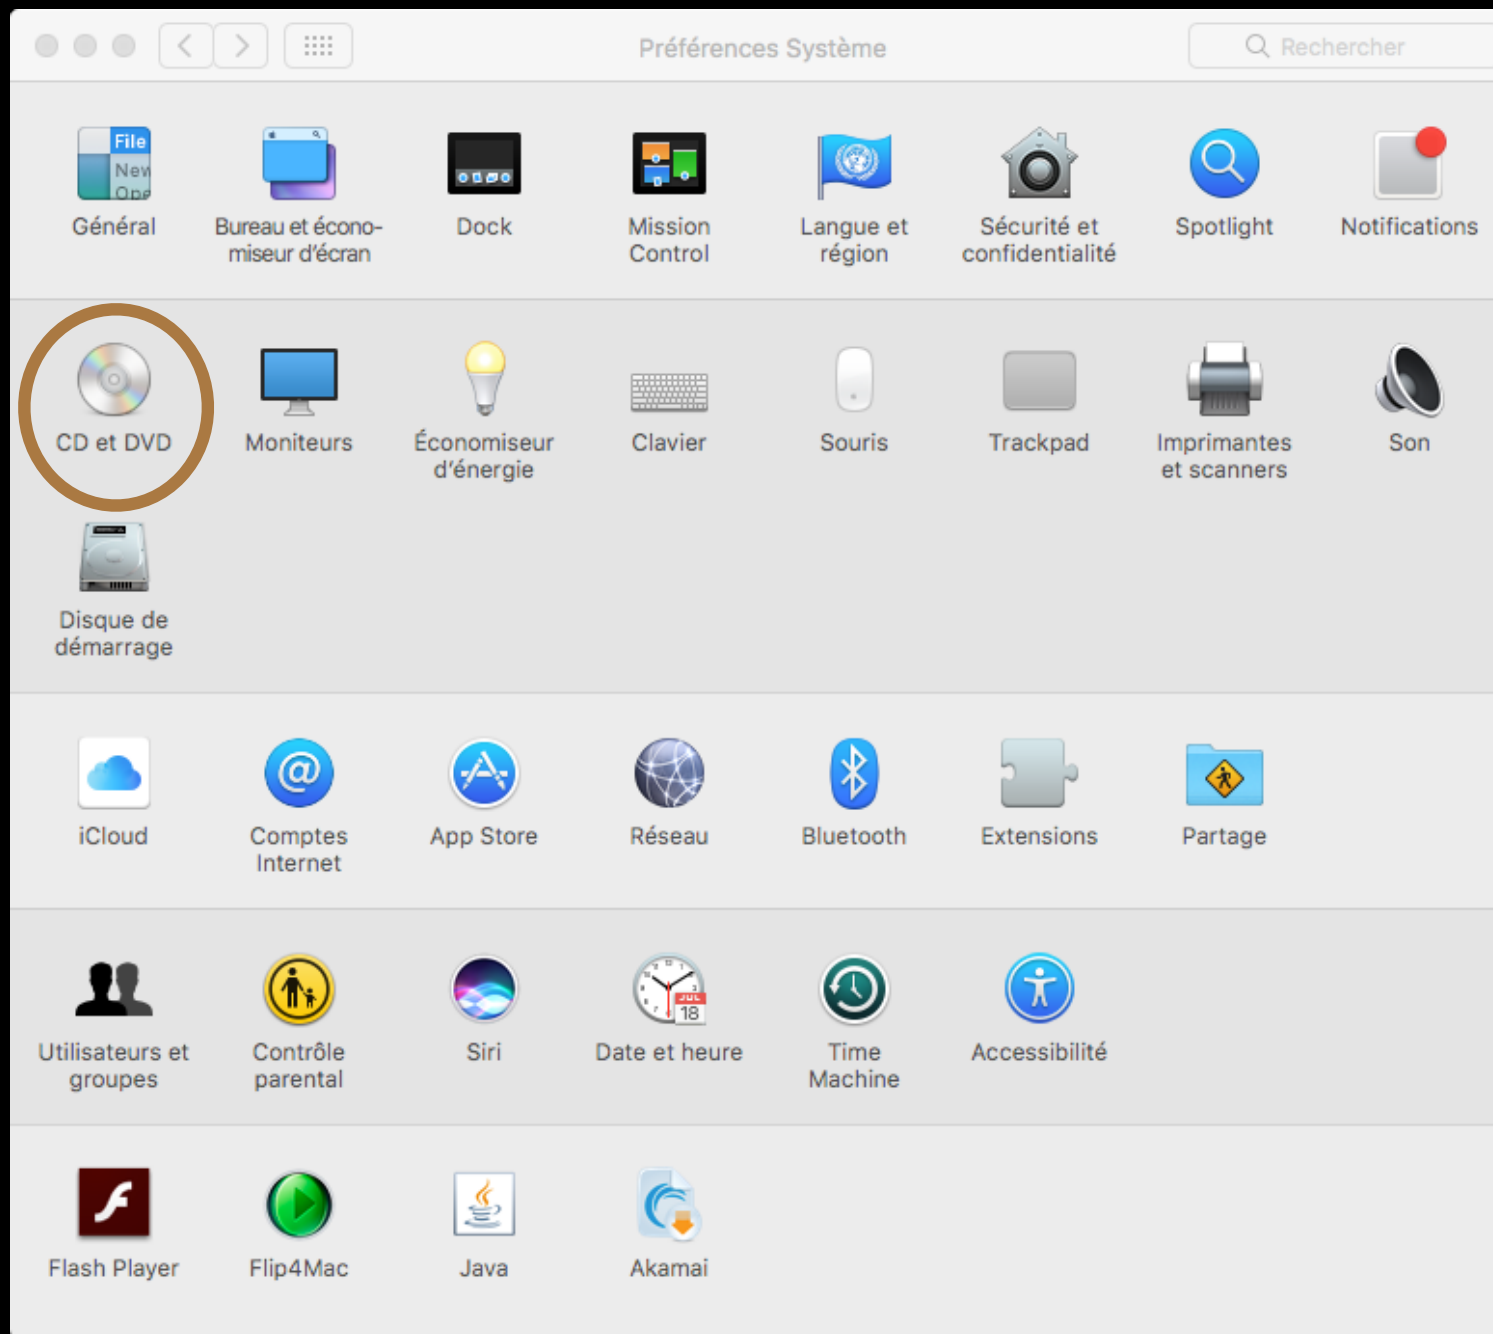 Préférences Système
Rechercher
File
New
Ope
Général
Bureau et écono-
miseur d'écran
Dock
Mission
Control
Langue et
région
Sécurité et
confidentialité
Spotlight
Notifications
CD et DVD
Moniteurs
Économiseur
d'énergie
Clavier
Souris
Trackpad
Imprimantes
et scanners
Son
Disque de
démarrage
iCloud
@
Comptes
Internet
App Store
Réseau
Bluetooth
Extensions
Partage
Utilisateurs et
groupes
Contrôle
parental
Siri
JUL
18
Date et heure
Time
Machine
Accessibilité
Flash Player
Flip4Mac
Java
Akamai